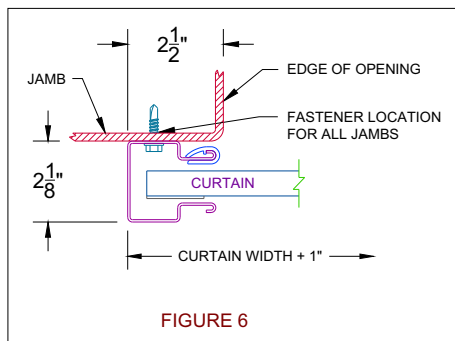 2 1/2"
JAMB
EDGE OF OPENING
FASTENER LOCATION
FOR ALL JAMBS
2 1/8"
CURTAIN
CURTAIN WIDTH + 1"
FIGURE 6